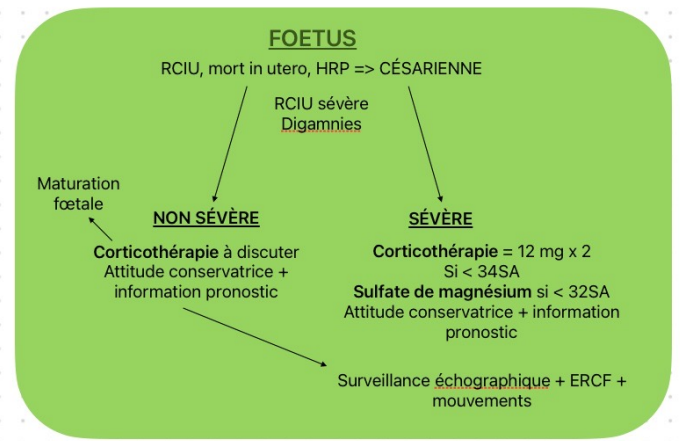 FOETUS
RCIU, mort in utero, HRP => CÉSARIENNE
RCIU sévère
Digamnies
Maturation
fœtale
NON SÉVÈRE
Corticothérapie à discuter
Attitude conservatrice +
information pronostic
SÉVÈRE
Corticothérapie = 12 mg x 2
Si < 34SA
Sulfate de magnésium si < 32SA
Attitude conservatrice + information
pronostic
Surveillance échographique + ERCF +
mouvements